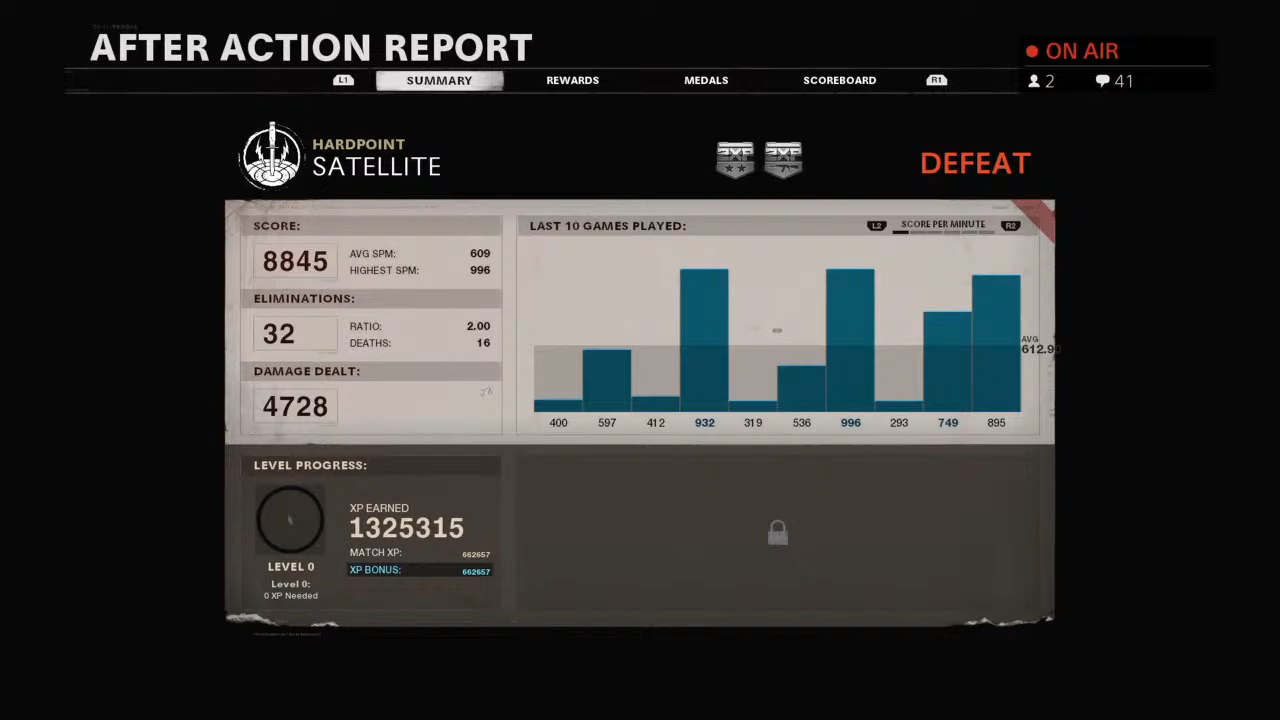 AFTER ACTION REPORT
ON AIR
L1 SUMMARY REWARDS MEDALS SCOREBOARD R1
2 41
HARDPOINT
SATELLITE
2XP 2XP
DEFEAT
SCORE:
8845
AVG SPM: 609
HIGHEST SPM: 996
ELIMINATIONS:
32
RATIO: 2.00
DEATHS: 16
DAMAGE DEALT:
4728
LAST 10 GAMES PLAYED:
L2 SCORE PER MINUTE R2
AVG
612.90
400 597 412 932 319 536 996 293 749 895
LEVEL PROGRESS:
LEVEL 0
Level 0:
0 XP Needed
XP EARNED
1325315
MATCH XP: 662657
XP BONUS: 662657